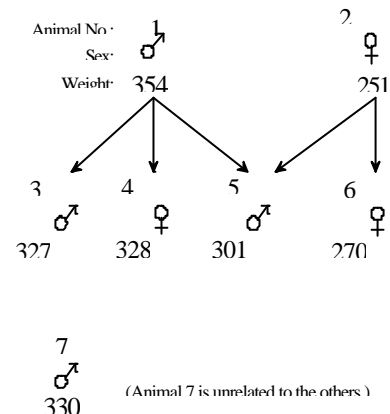 Animal No.: 1 2
Sex: ♂ ♀
Weight: 354 251
3 4 5 6
♂ ♀ ♂ ♀
327 328 301 270
7
♂
330 (Animal 7 is unrelated to the others.)